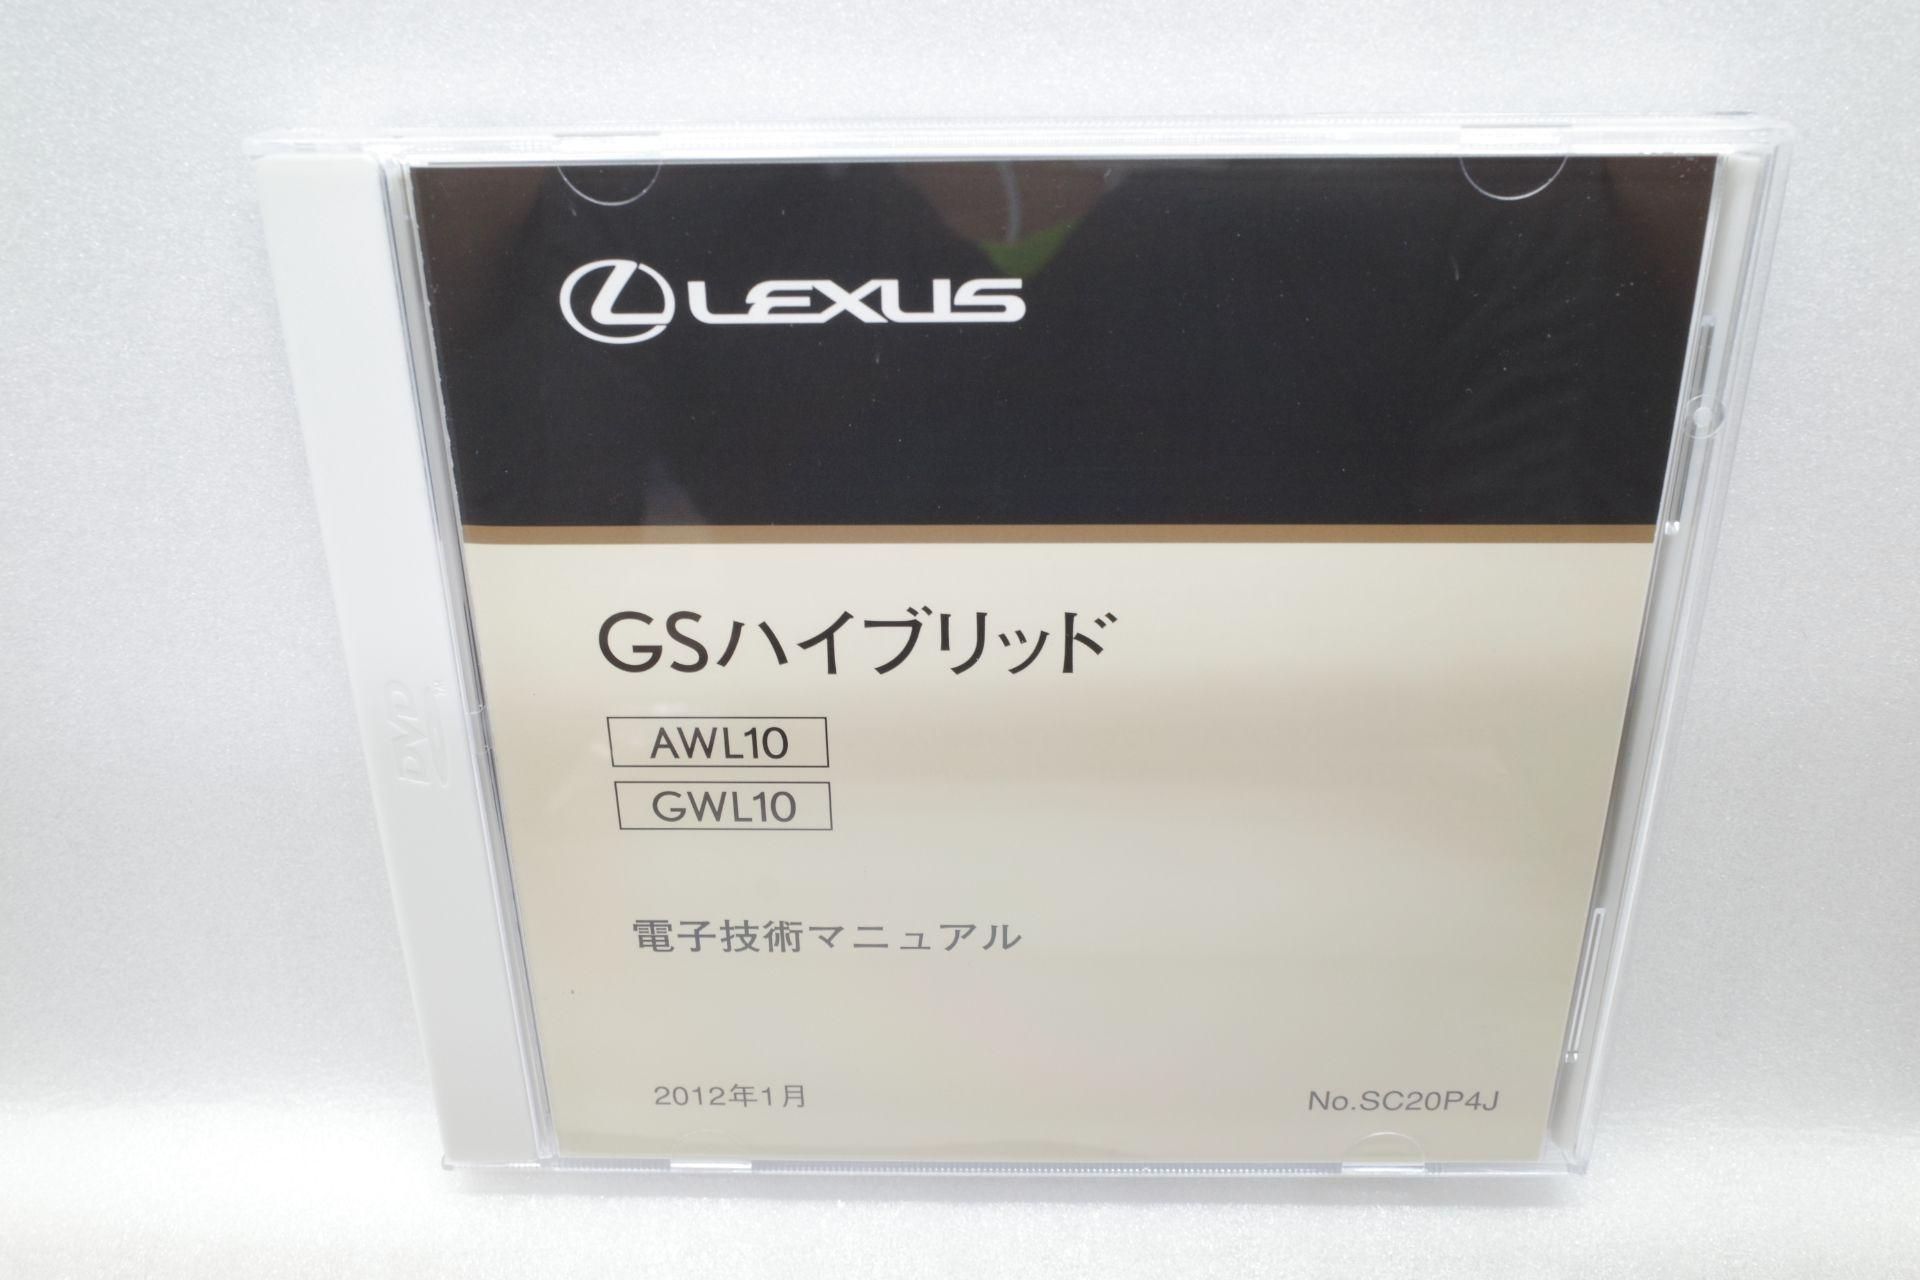 LEXUS
GSハイブリッド
AWL10
GWL10
電子技術マニュアル
2012年1月
No.SC20P4J
DVD